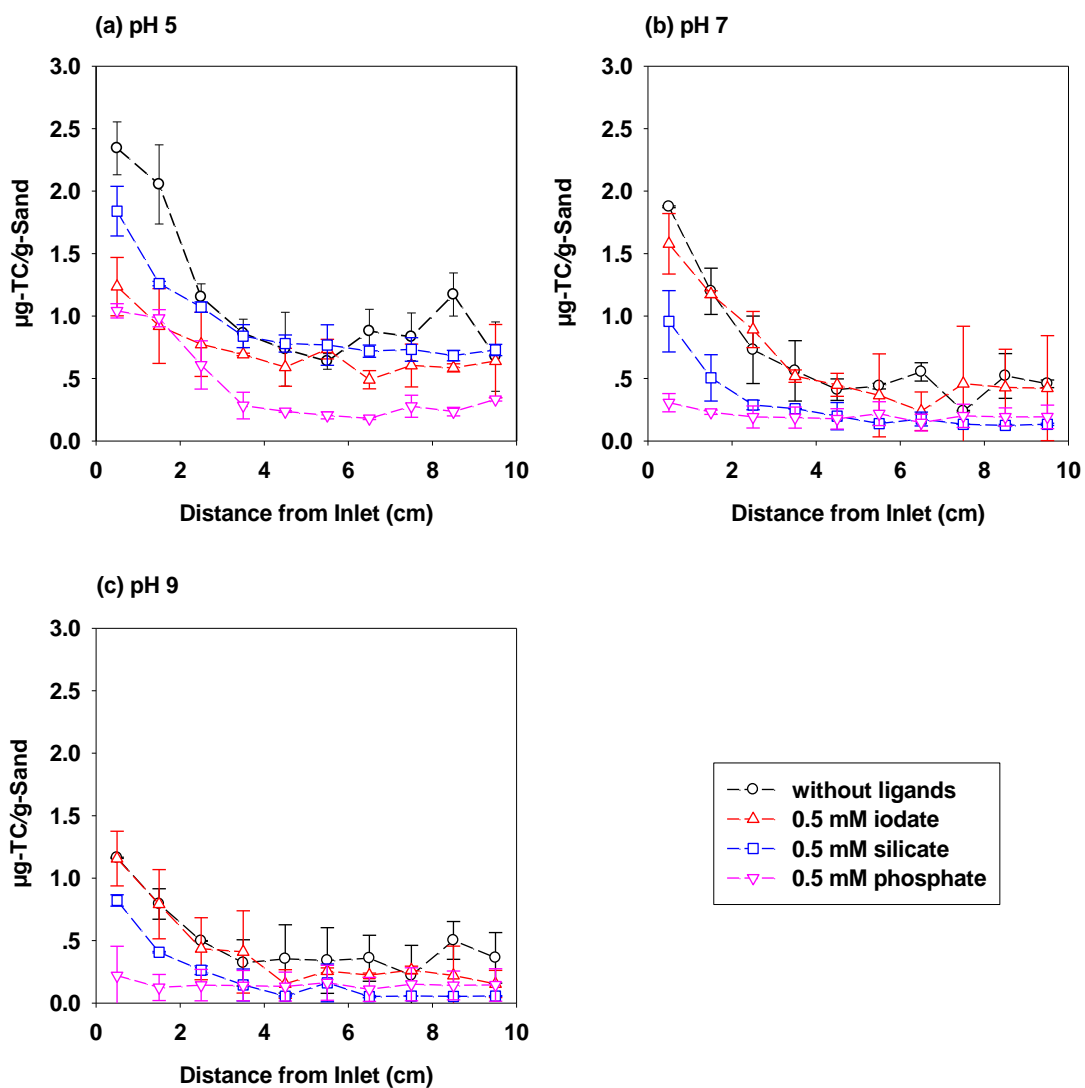 (a) pH 5
µg-TC/g-Sand
3.0
2.5
2.0
1.5
1.0
.5
0.0
0 2 4 6 8 10
Distance from Inlet (cm)
(b) pH 7
µg-TC/g-Sand
3.0
2.5
2.0
1.5
1.0
.5
0.0
0 2 4 6 8 10
Distance from Inlet (cm)
(c) pH 9
µg-TC/g-Sand
3.0
2.5
2.0
1.5
1.0
.5
0.0
0 2 4 6 8 10
Distance from Inlet (cm)
without ligands
0.5 mM iodate
0.5 mM silicate
0.5 mM phosphate